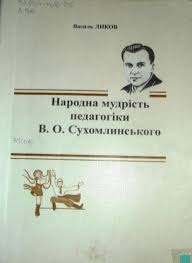 Василь ЛИКОВ
Народна мудрість
педагогіки
В. О. Сухомлинського